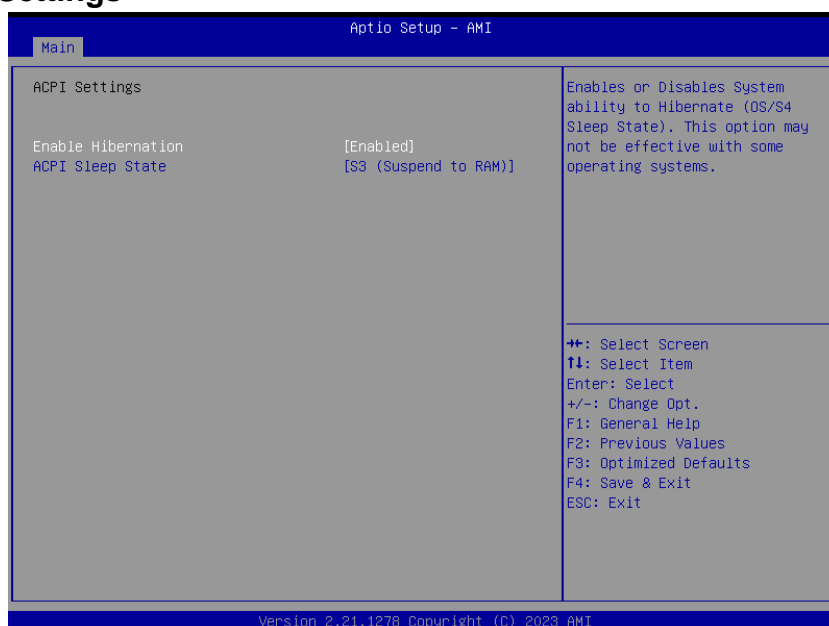 Aptio Setup – AMI
Main
ACPI Settings
Enable Hibernation [Enabled]
ACPI Sleep State [S3 (Suspend to RAM)]
Enables or Disables System
ability to Hibernate (OS/S4
Sleep State). This option may
not be effective with some
operating systems.
→←: Select Screen
↑↓: Select Item
Enter: Select
+/-: Change Opt.
F1: General Help
F2: Previous Values
F3: Optimized Defaults
F4: Save & Exit
ESC: Exit
Version 2.21.1278 Copyright (C) 2023 AMI